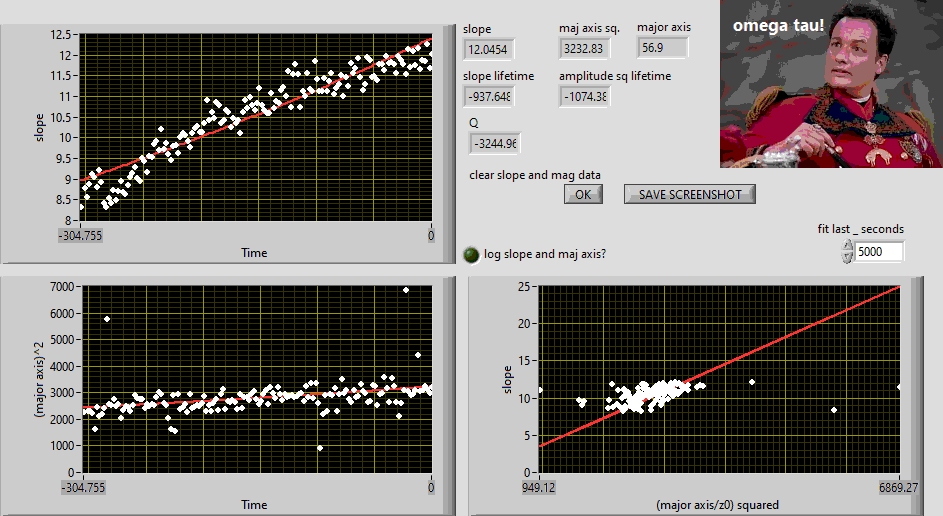 slope
maj axis sq.
major axis
12.0454
3232.83
56.9
slope lifetime
amplitude sq lifetime
-937.648
-1074.38
Q
-3244.96
clear slope and mag data
OK
SAVE SCREENSHOT
omega tau!
log slope and maj axis?
fit last _ seconds
5000
12.5
12
11.5
11
10.5
10
9.5
9
8.5
8
slope
-304.755
0
Time
7000
6000
5000
4000
3000
2000
1000
0
(major axis)^2
-304.755
0
Time
25
20
15
10
5
0
slope
949.12
6869.27
(major axis/z0) squared